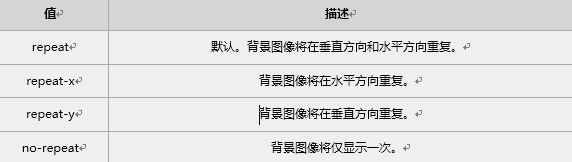 值 描述
repeat 默认。背景图像将在垂直方向和水平方向重复。
repeat-x 背景图像将在水平方向重复。
repeat-y 背景图像将在垂直方向重复。
no-repeat 背景图像将仅显示一次。